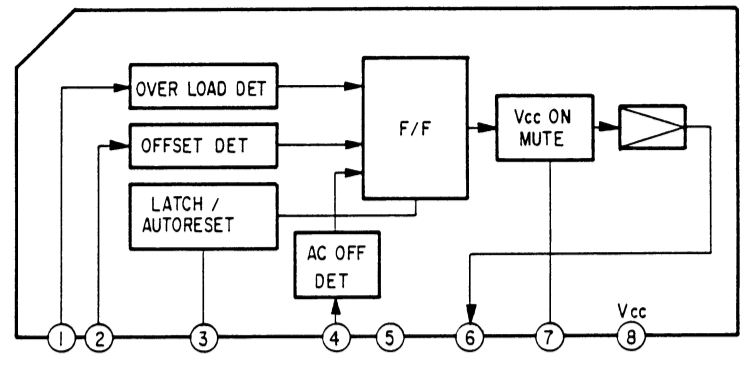 OVER LOAD DET
OFFSET DET
LATCH /
AUTORESET
AC OFF
DET
F/F
Vcc ON
MUTE
Vcc
1 2 3 4 5 6 7 8